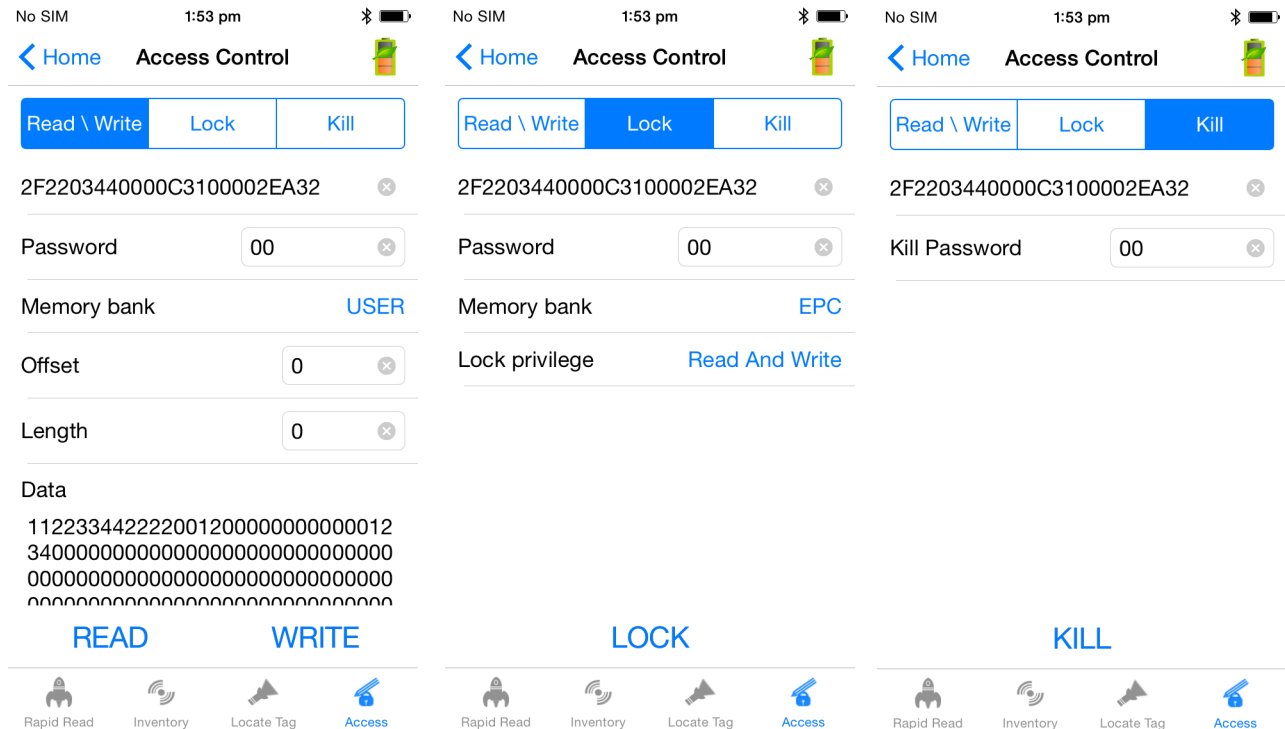 No SIM 1:53 pm
Home Access Control
Read \ Write Lock Kill
2F2203440000C3100002EA32
Password 00
Memory bank USER
Offset 0
Length 0
Data
11223344222200120000000000012
34000000000000000000000000000
00000000000000000000000000000
00000000000000000000000000000
READ WRITE
Rapid Read Inventory Locate Tag Access
No SIM 1:53 pm
Home Access Control
Read \ Write Lock Kill
2F2203440000C3100002EA32
Password 00
Memory bank EPC
Lock privilege Read And Write
LOCK
Rapid Read Inventory Locate Tag Access
No SIM 1:53 pm
Home Access Control
Read \ Write Lock Kill
2F2203440000C3100002EA32
Kill Password 00
KILL
Rapid Read Inventory Locate Tag Access